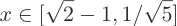 x ∈ [√2 − 1, 1/√5]